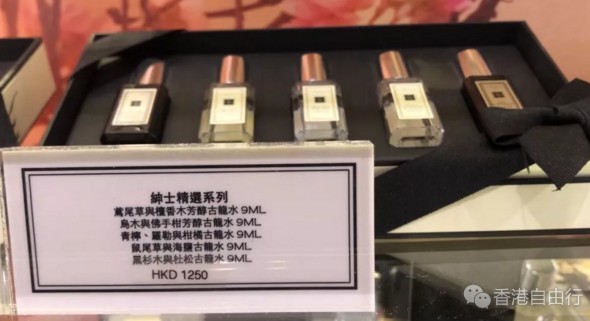 紳士精選系列
鳶尾草與檀香木芳醇古龍水 9ML
烏木與佛手柑芳醇古龍水 9ML
青檸、羅勒與柑橘古龍水 9ML
鼠尾草與海鹽古龍水 9ML
黑杉木與杜松古龍水 9ML
HKD 1250
香港自由行